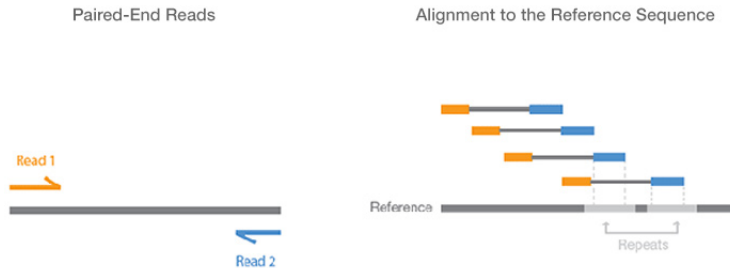 Paired-End Reads
Alignment to the Reference Sequence
Read 1
Reference
Repeats
Read 2